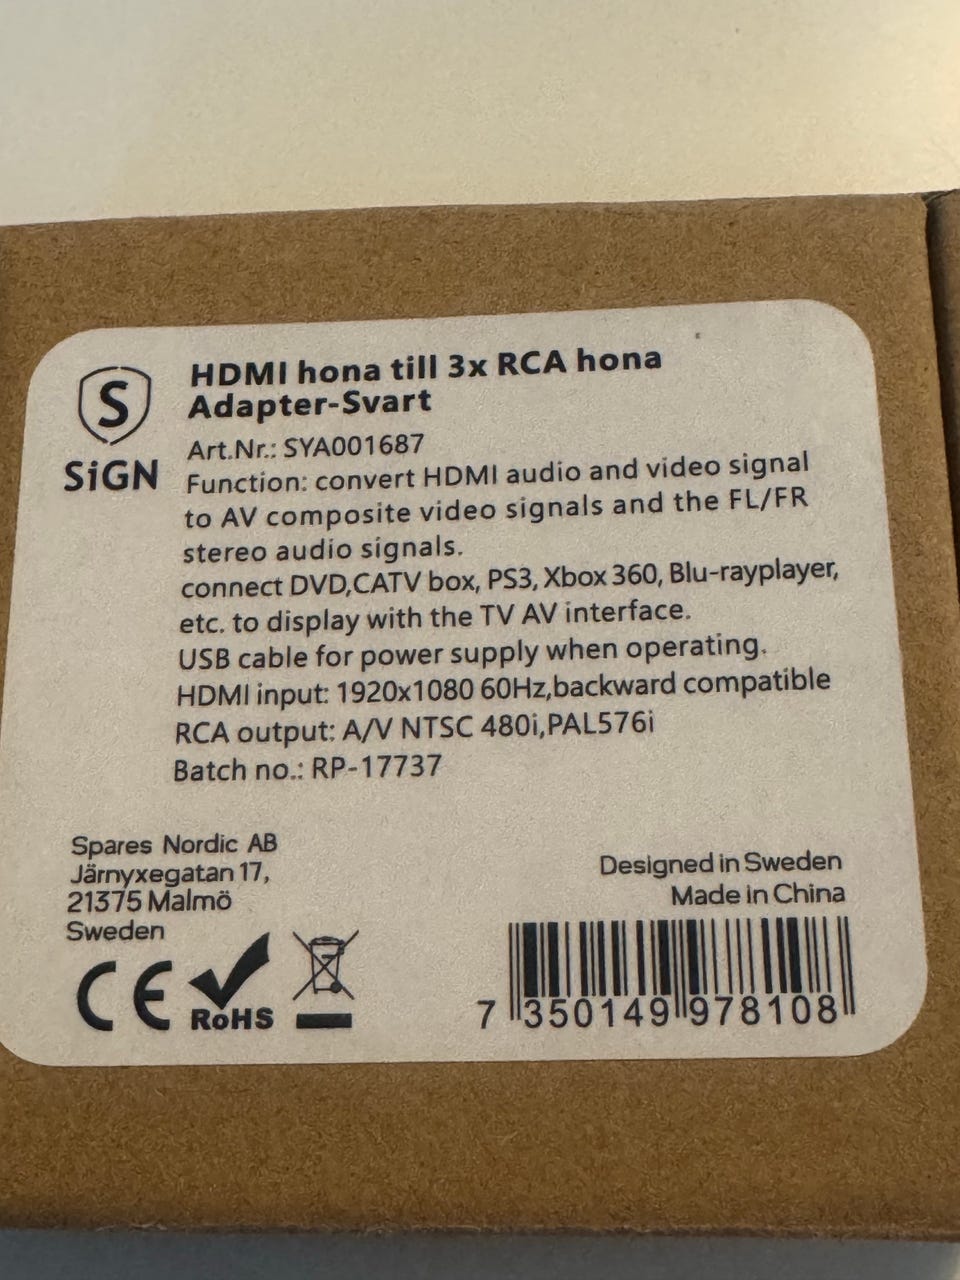 S
SiGN
HDMI hona till 3x RCA hona
Adapter-Svart
Art.Nr.: SYA001687
Function: convert HDMI audio and video signal
to AV composite video signals and the FL/FR
stereo audio signals.
connect DVD,CATV box, PS3, Xbox 360, Blu-rayplayer,
etc. to display with the TV AV interface.
USB cable for power supply when operating.
HDMI input: 1920x1080 60Hz,backward compatible
RCA output: A/V NTSC 480i,PAL576i
Batch no.: RP-17737
Spares Nordic AB
Järnyxegatan 17,
21375 Malmö
Sweden
CE
RoHS
Designed in Sweden
Made in China
7 350149 978108